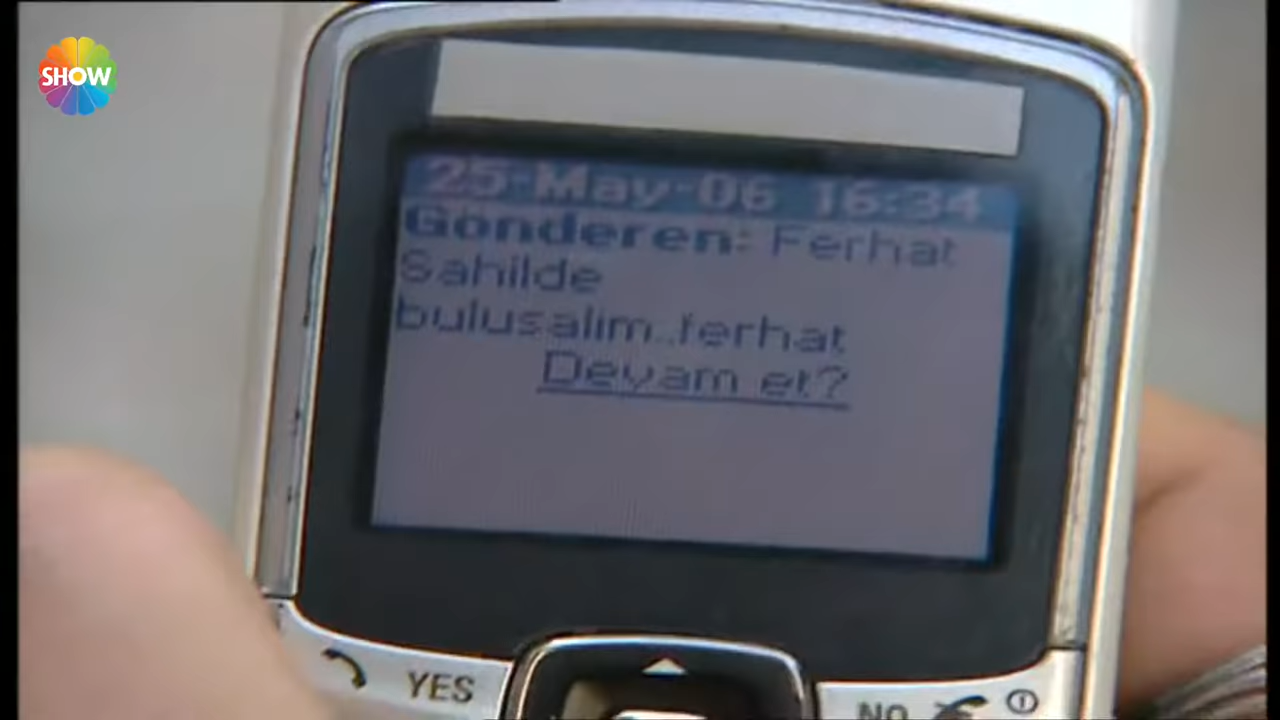 SHOW
25-May-06 16:34
Gönderen: Ferhat
Sahilde
bulusalim..ferhat
Devam et?
YES
NO